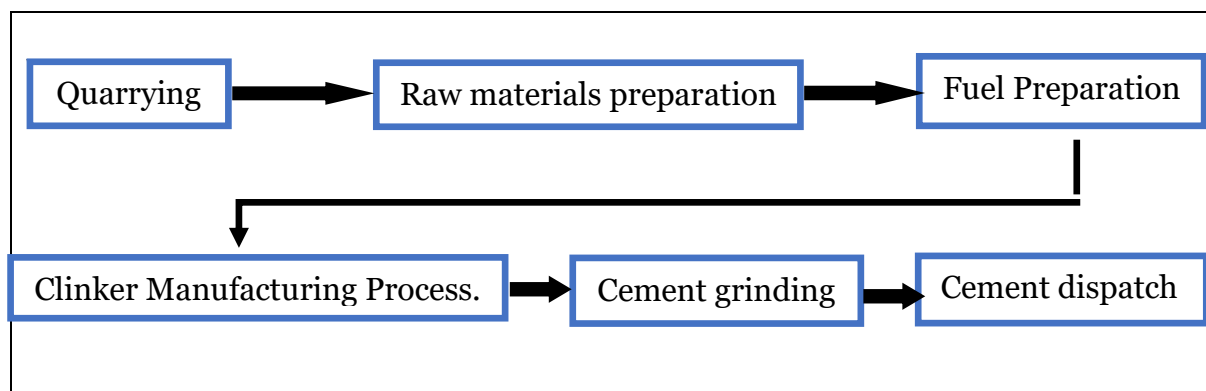 Quarrying
Raw materials preparation
Fuel Preparation
Clinker Manufacturing Process.
Cement grinding
Cement dispatch